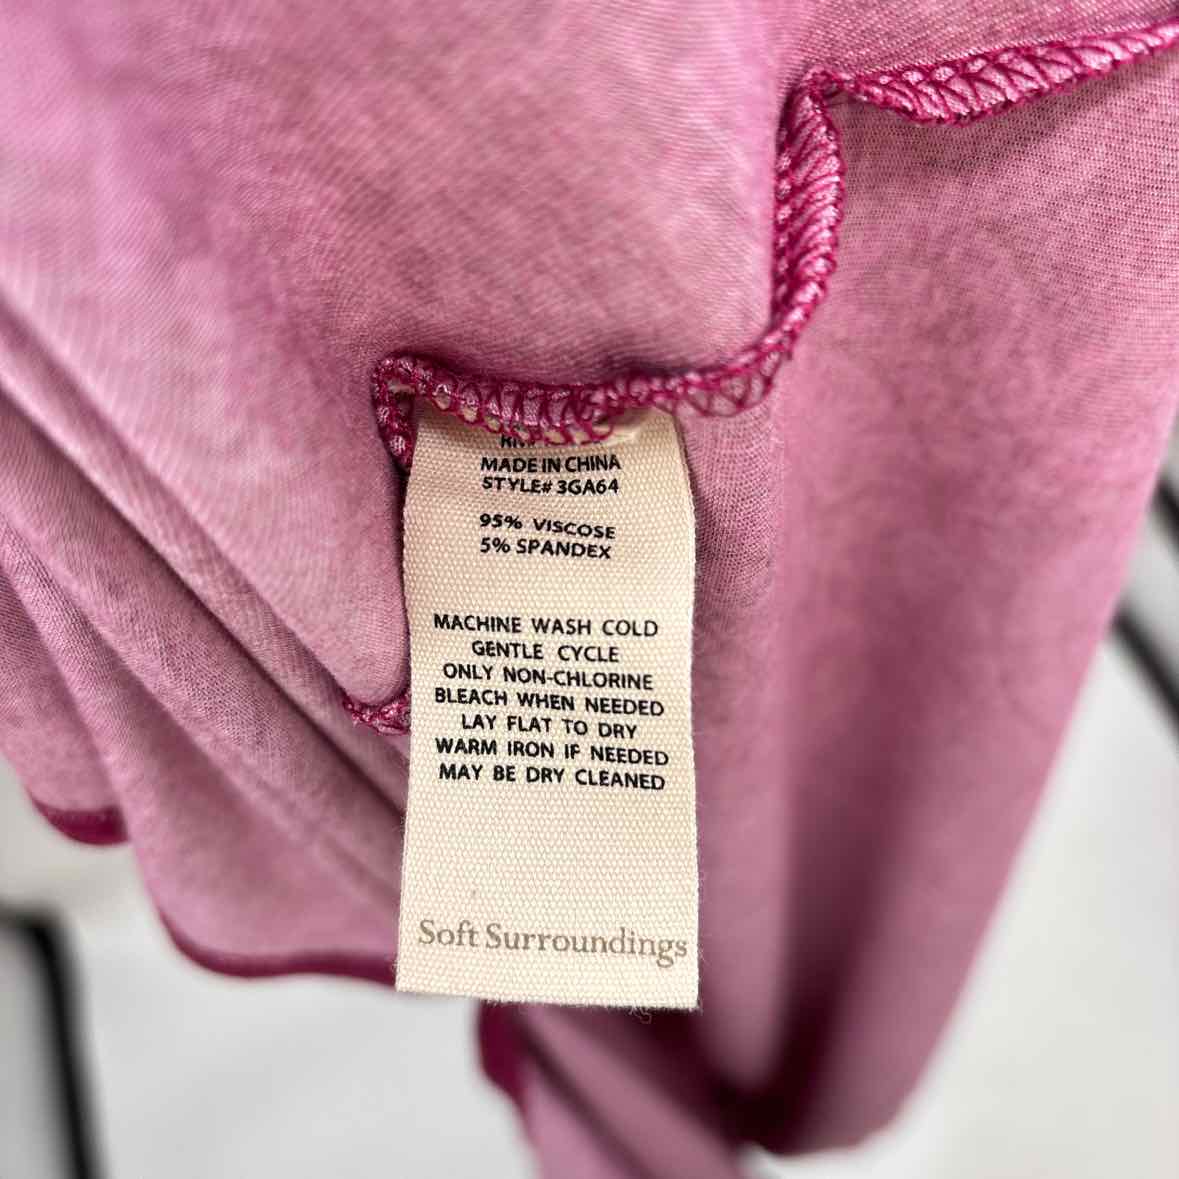 MADE IN CHINA
STYLE# 3GA64
95% VISCOSE
5% SPANDEX
MACHINE WASH COLD
GENTLE CYCLE
ONLY NON-CHLORINE
BLEACH WHEN NEEDED
LAY FLAT TO DRY
WARM IRON IF NEEDED
MAY BE DRY CLEANED
Soft Surroundings